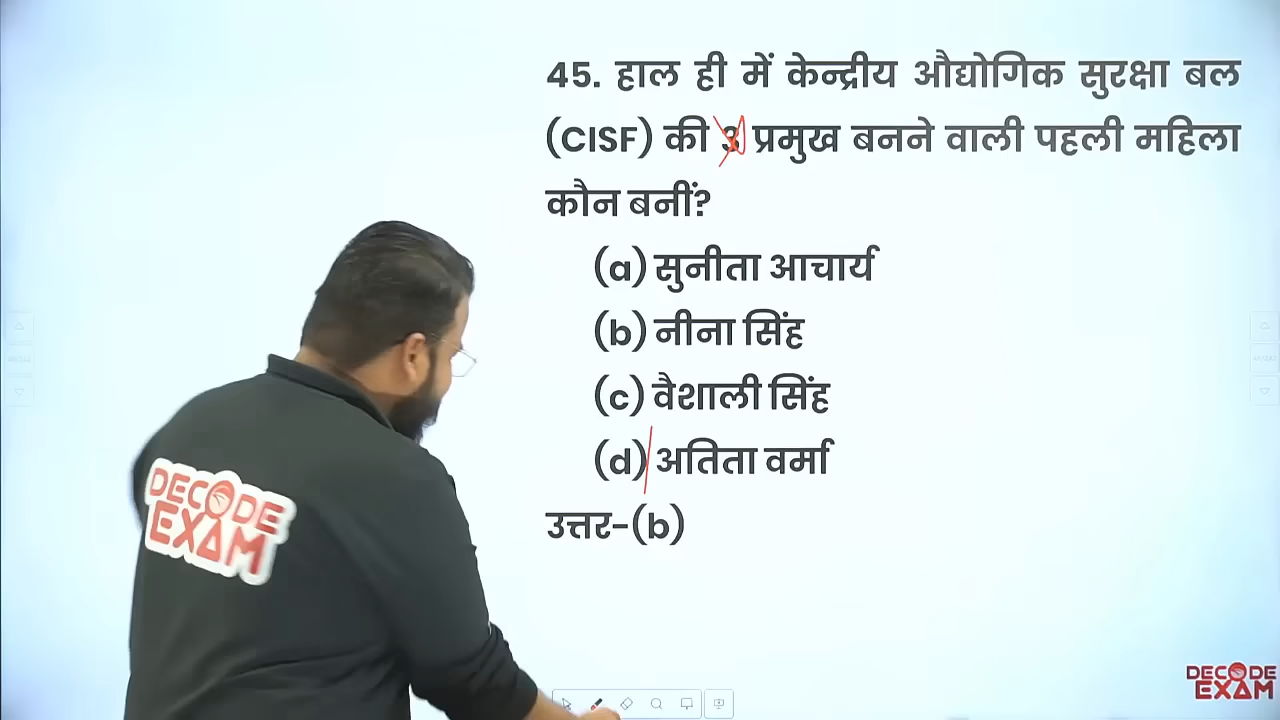 45. हाल ही में केन्द्रीय औद्योगिक सुरक्षा बल
(CISF) की 3 प्रमुख बनने वाली पहली महिला
कौन बनीं?
(a) सुनीता आचार्य
(b) नीना सिंह
(c) वैशाली सिंह
(d) अतिता वर्मा
उत्तर-(b)
DECODE
EXAM
DECODE
EXAM